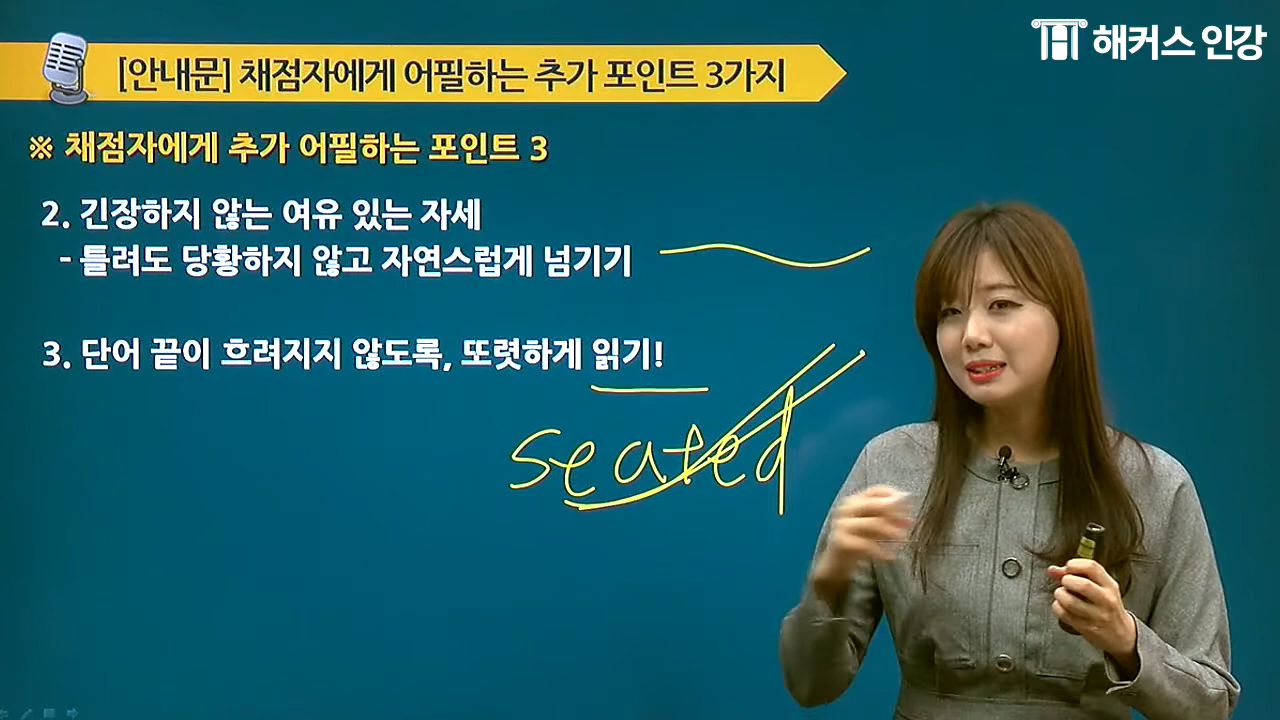 해커스 인강
[안내문] 채점자에게 어필하는 추가 포인트 3가지
※ 채점자에게 추가 어필하는 포인트 3
2. 긴장하지 않는 여유 있는 자세
- 틀려도 당황하지 않고 자연스럽게 넘기기
3. 단어 끝이 흐려지지 않도록, 또렷하게 읽기!
seated